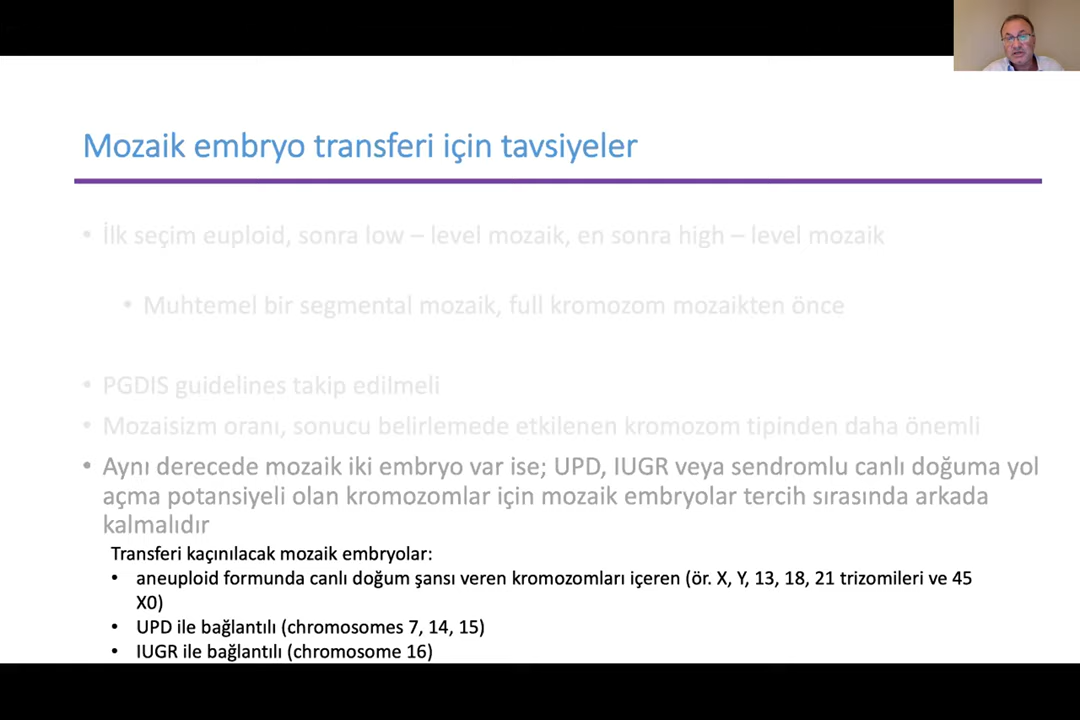 Mozaik embryo transferi için tavsiyeler
• İlk seçim euploid, sonra low – level mozaik, en sonra high – level mozaik
• Muhtemel bir segmental mozaik, full kromozom mozaikten önce
• PGDIS guidelines takip edilmeli
• Mozaisizm oranı, sonucu belirlemede etkilenen kromozom tipinden daha önemli
• Aynı derecede mozaik iki embryo var ise; UPD, IUGR veya sendromlu canlı doğuma yol
açma potansiyeli olan kromozomlar için mozaik embryolar tercih sırasında arkada
kalmalıdır
Transferi kaçınılacak mozaik embryolar:
• aneuploid formunda canlı doğum şansı veren kromozomları içeren (ör. X, Y, 13, 18, 21 trizomileri ve 45
X0)
• UPD ile bağlantılı (chromosomes 7, 14, 15)
• IUGR ile bağlantılı (chromosome 16)